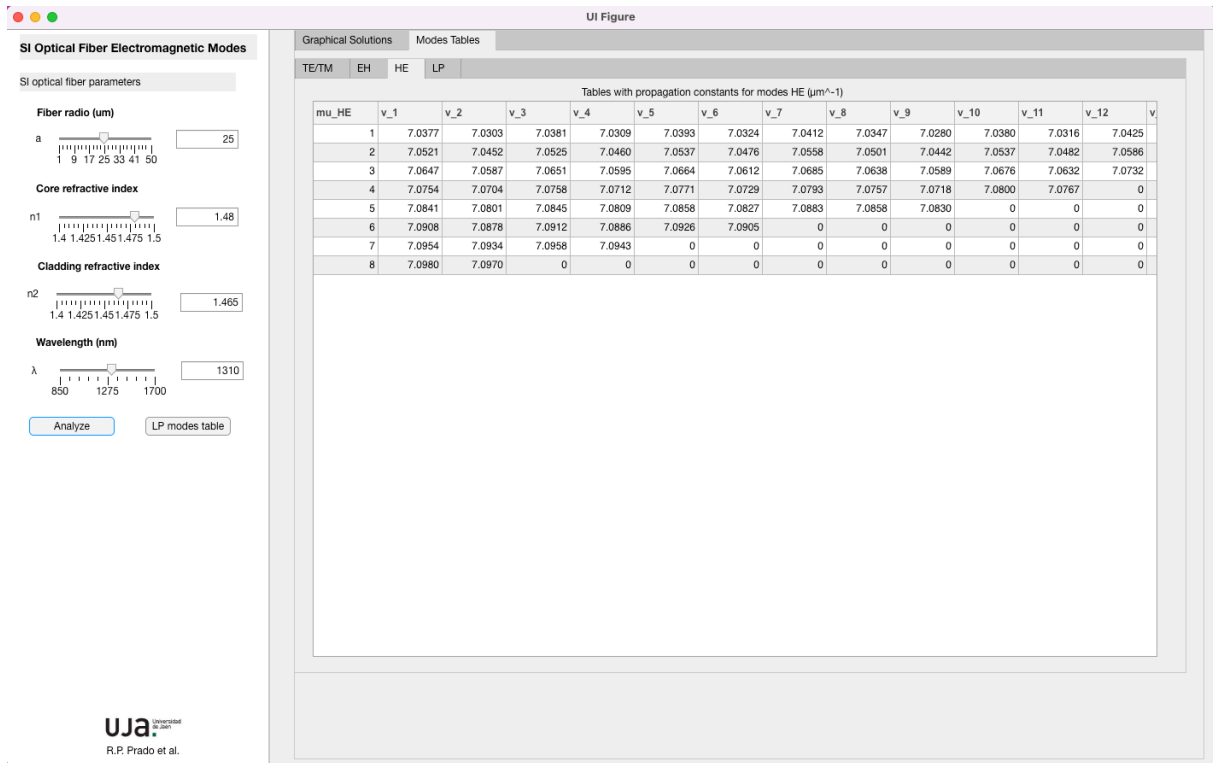 UI Figure
SI Optical Fiber Electromagnetic Modes
SI optical fiber parameters
Fiber radio (um)
a 25
1 9 17 25 33 41 50
Core refractive index
n1 1.48
1.4 1.425 1.45 1.475 1.5
Cladding refractive index
n2 1.465
1.4 1.425 1.45 1.475 1.5
Wavelength (nm)
λ 1310
850 1275 1700
Analyze LP modes table
uja. Universidad de Jaén
R.P. Prado et al.
Graphical Solutions Modes Tables
TE/TM EH HE LP
Tables with propagation constants for modes HE (μm^-1)
mu_HE v_1 v_2 v_3 v_4 v_5 v_6 v_7 v_8 v_9 v_10 v_11 v_12 v_
1 7.0377 7.0303 7.0381 7.0309 7.0393 7.0324 7.0412 7.0347 7.0280 7.0380 7.0316 7.0425
2 7.0521 7.0452 7.0525 7.0460 7.0537 7.0476 7.0558 7.0501 7.0442 7.0537 7.0482 7.0586
3 7.0647 7.0587 7.0651 7.0595 7.0664 7.0612 7.0685 7.0638 7.0589 7.0676 7.0632 7.0732
4 7.0754 7.0704 7.0758 7.0712 7.0771 7.0729 7.0793 7.0757 7.0718 7.0800 7.0767 0
5 7.0841 7.0801 7.0845 7.0809 7.0858 7.0827 7.0883 7.0858 7.0830 0 0 0
6 7.0908 7.0878 7.0912 7.0886 7.0926 7.0905 0 0 0 0 0 0
7 7.0954 7.0934 7.0958 7.0943 0 0 0 0 0 0 0 0
8 7.0980 7.0970 0 0 0 0 0 0 0 0 0 0